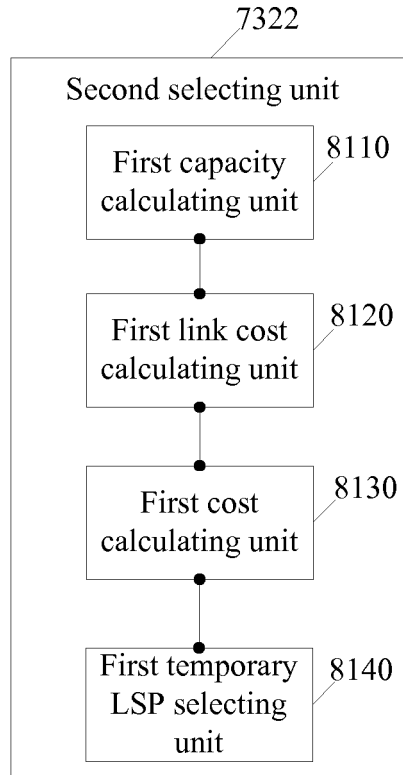 7322
Second selecting unit
First capacity
calculating unit
8110
First link cost
calculating unit
8120
First cost
calculating unit
8130
First temporary
LSP selecting
unit
8140